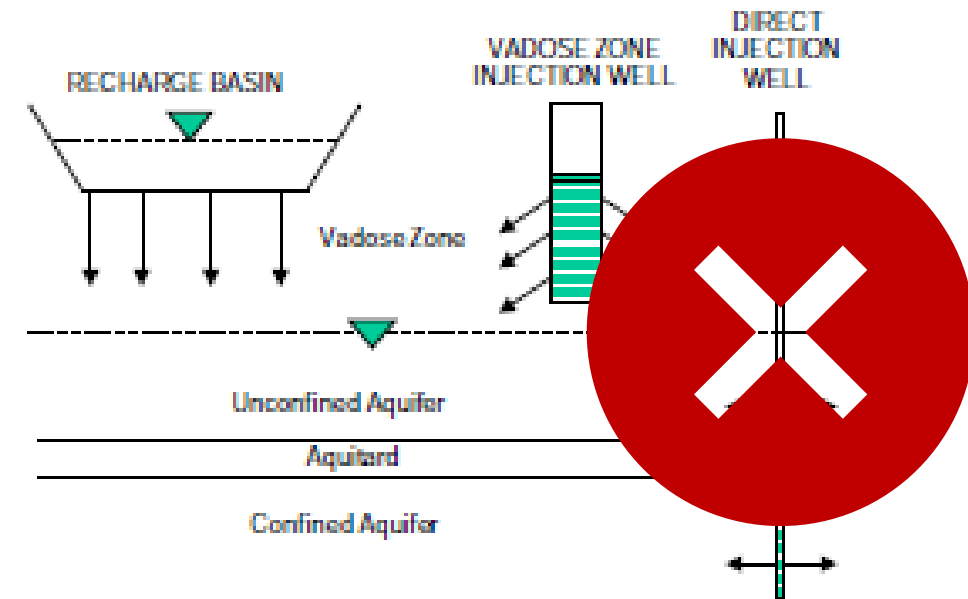 RECHARGE BASIN
VADOSE ZONE
INJECTION WELL
DIRECT
INJECTION
WELL
Vadose Zone
Unconfined Aquifer
Aquitard
Confined Aquifer